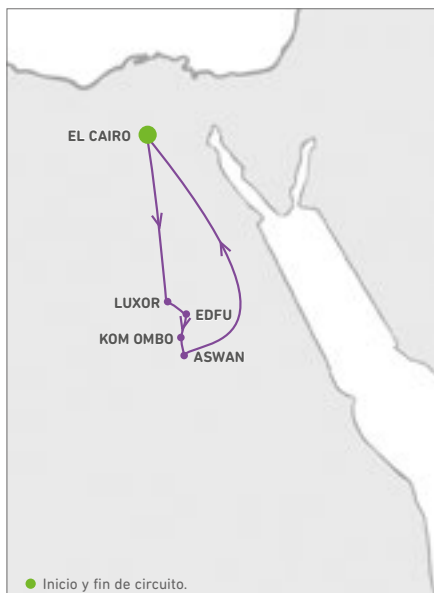 EL CAIRO
LUXOR
EDFU
KOM OMBO
ASWAN
Inicio y fin de circuito.